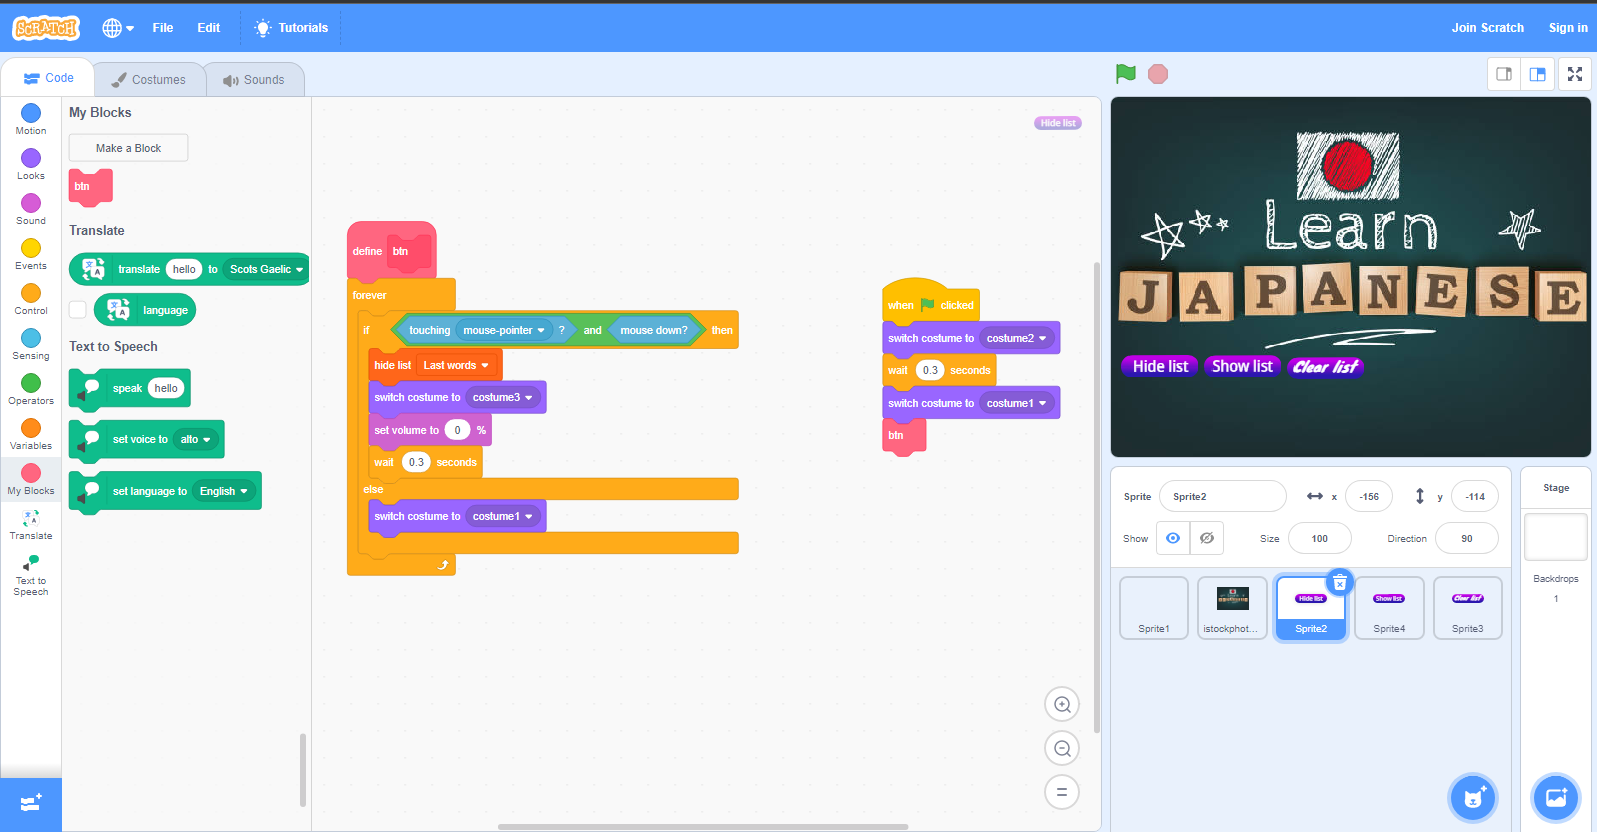 SCRATCH
File
Edit
Tutorials
Join Scratch
Sign in
Code
Costumes
Sounds
Motion
Looks
Sound
Events
Control
Sensing
Operators
Variables
My Blocks
Translate
Text to
Speech
My Blocks
Make a Block
btn
Translate
translate hello to Scots Gaelic
language
Text to Speech
speak hello
set voice to alto
set language to English
Hide list
define btn
forever
if touching mouse-pointer ? and mouse down? then
hide list Last words
switch costume to costume3
set volume to 0 %
wait 0.3 seconds
else
switch costume to costume1
when clicked
switch costume to costume2
wait 0.3 seconds
switch costume to costume1
btn
Learn
JAPANESE
Hide list Show list Clear list
Sprite Sprite2 x -156 y -114
Show Size 100 Direction 90
Hide list
Show list
Clear list
Sprite1
istockphot...
Sprite2
Sprite4
Sprite3
Stage
Backdrops
1